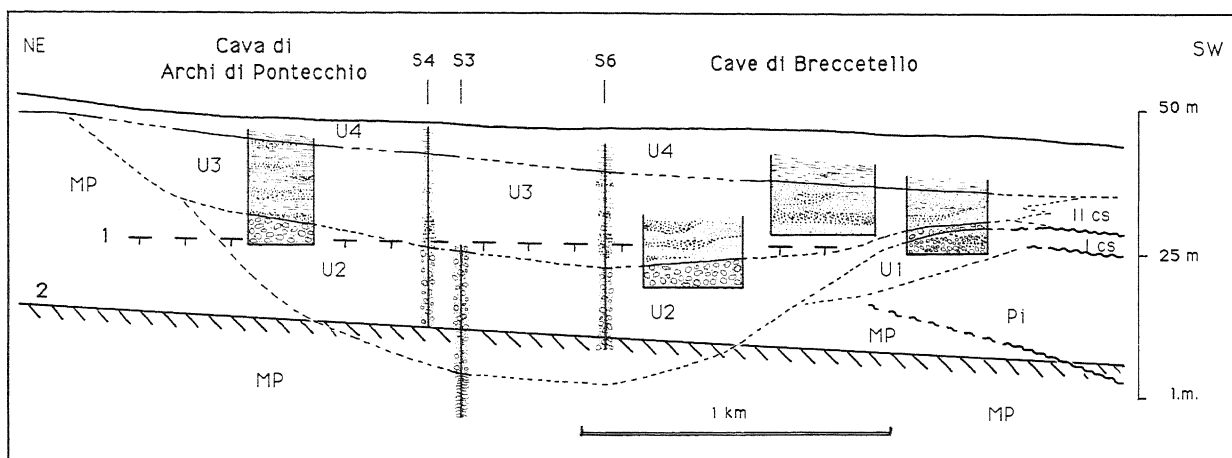 NE
Cava di
Archi di Pontecchio
S4
S3
S6
Cave di Breccetello
SW
50 m
U4
U4
U3
MP
U3
II cs
1
I cs
25 m
U2
U1
2
U2
Pi
MP
MP
l.m.
1 km
MP